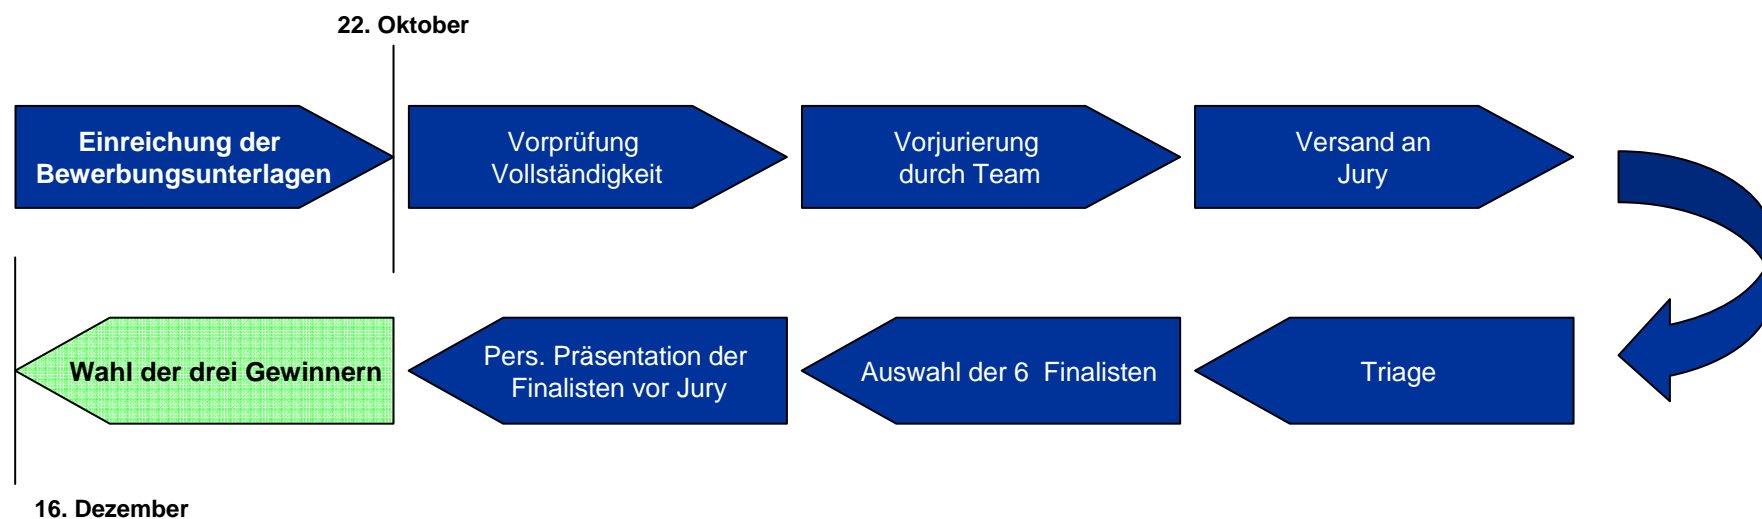 22. Oktober
Einreichung der
Bewerbungsunterlagen
Vorprüfung
Vollständigkeit
Vorjurierung
durch Team
Versand an
Jury
Triage
Auswahl der 6  Finalisten
Pers. Präsentation der
Finalisten vor Jury
Wahl der drei Gewinnern
16. Dezember